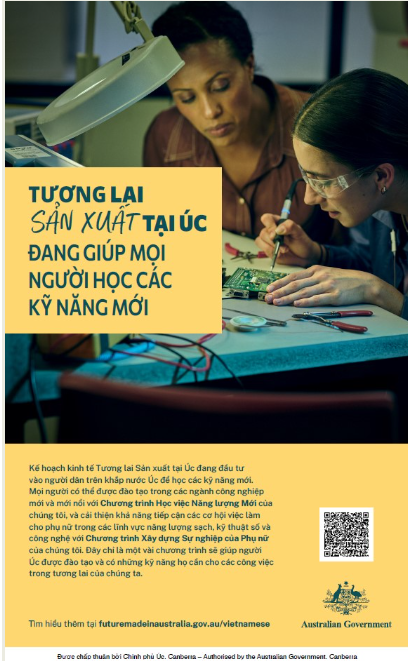 TƯƠNG LAI
SẢN XUẤT TẠI ÚC
ĐANG GIÚP MỌI
NGƯỜI HỌC CÁC
KỸ NĂNG MỚI
Kế hoạch kinh tế Tương lai Sản xuất tại Úc đang đầu tư
vào người dân trên khắp nước Úc để học các kỹ năng mới.
Mọi người có thể được đào tạo trong các ngành công nghiệp
mới và mới nổi với Chương trình Học việc Năng lượng Mới của
chúng tôi, và cải thiện khả năng tiếp cận các cơ hội việc làm
cho phụ nữ trong các lĩnh vực năng lượng sạch, kỹ thuật số và
công nghệ với Chương trình Xây dựng Sự nghiệp của Phụ nữ
của chúng tôi. Đây chỉ là một vài chương trình sẽ giúp người
Úc được đào tạo và có những kỹ năng họ cần cho các công việc
trong tương lai của chúng ta.
Tìm hiểu thêm tại futuremadeinaustralia.gov.au/vietnamese
Australian Government
Được chấp thuận bởi Chính phủ Úc, Canberra – Authorised by the Australian Government, Canberra